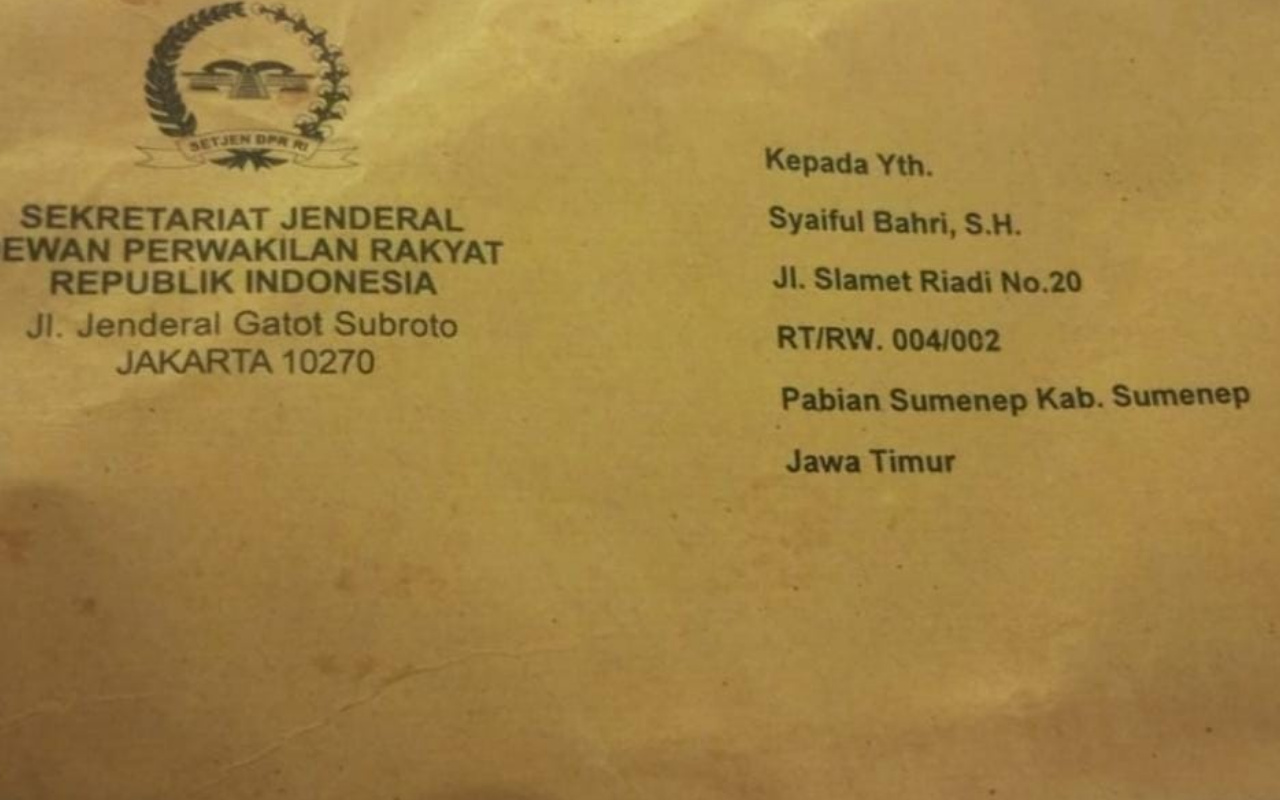 SETJEN DPR RI
SEKRETARIAT JENDERAL
EWAN PERWAKILAN RAKYAT
REPUBLIK INDONESIA
Jl. Jenderal Gatot Subroto
JAKARTA 10270
Kepada Yth.
Syaiful Bahri, S.H.
Jl. Slamet Riadi No.20
RT/RW. 004/002
Pabian Sumenep Kab. Sumenep
Jawa Timur